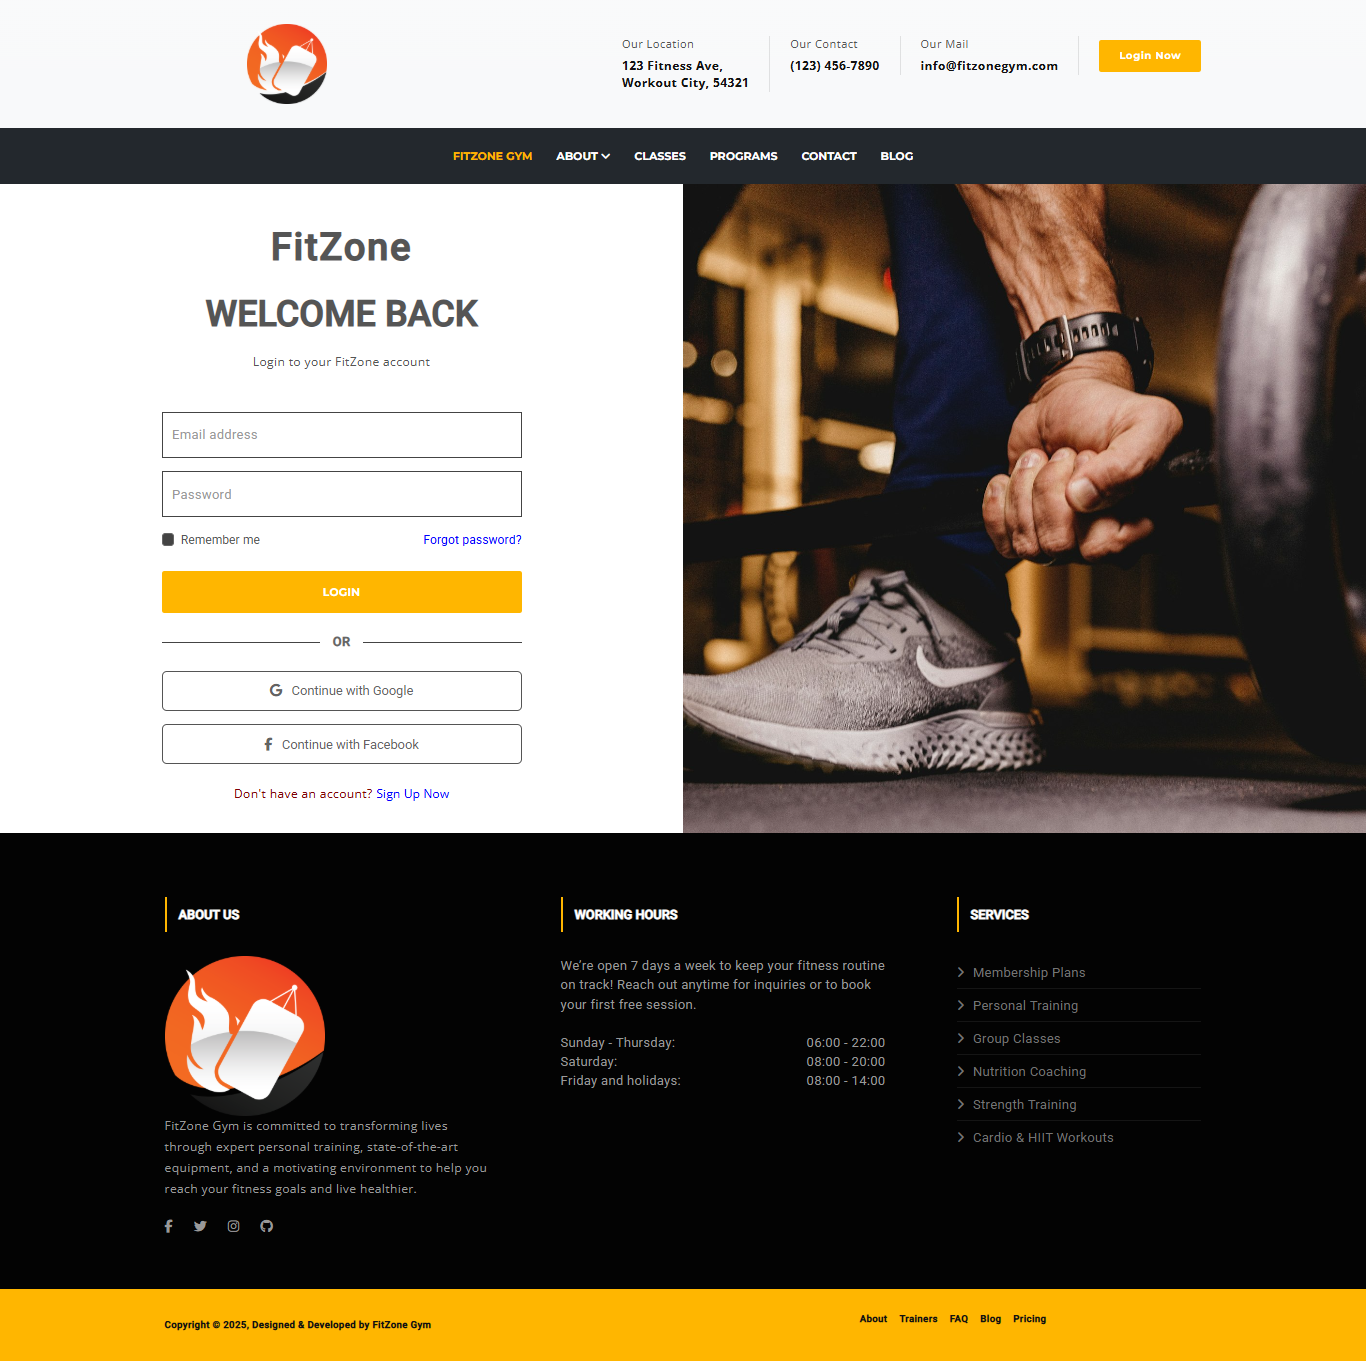 Our Location
123 Fitness Ave,
Workout City, 54321
Our Contact
(123) 456-7890
Our Mail
info@fitzonegym.com
Login Now
FITZONE GYM ABOUT CLASSES PROGRAMS CONTACT BLOG
FitZone
WELCOME BACK
Login to your FitZone account
Email address
Password
Remember me Forgot password?
LOGIN
OR
Continue with Google
Continue with Facebook
Don't have an account? Sign Up Now
ABOUT US
FitZone Gym is committed to transforming lives
through expert personal training, state-of-the-art
equipment, and a motivating environment to help you
reach your fitness goals and live healthier.
WORKING HOURS
We’re open 7 days a week to keep your fitness routine
on track! Reach out anytime for inquiries or to book
your first free session.
Sunday - Thursday: 06:00 - 22:00
Saturday: 08:00 - 20:00
Friday and holidays: 08:00 - 14:00
SERVICES
Membership Plans
Personal Training
Group Classes
Nutrition Coaching
Strength Training
Cardio & HIIT Workouts
Copyright © 2025, Designed & Developed by FitZone Gym
About Trainers FAQ Blog Pricing